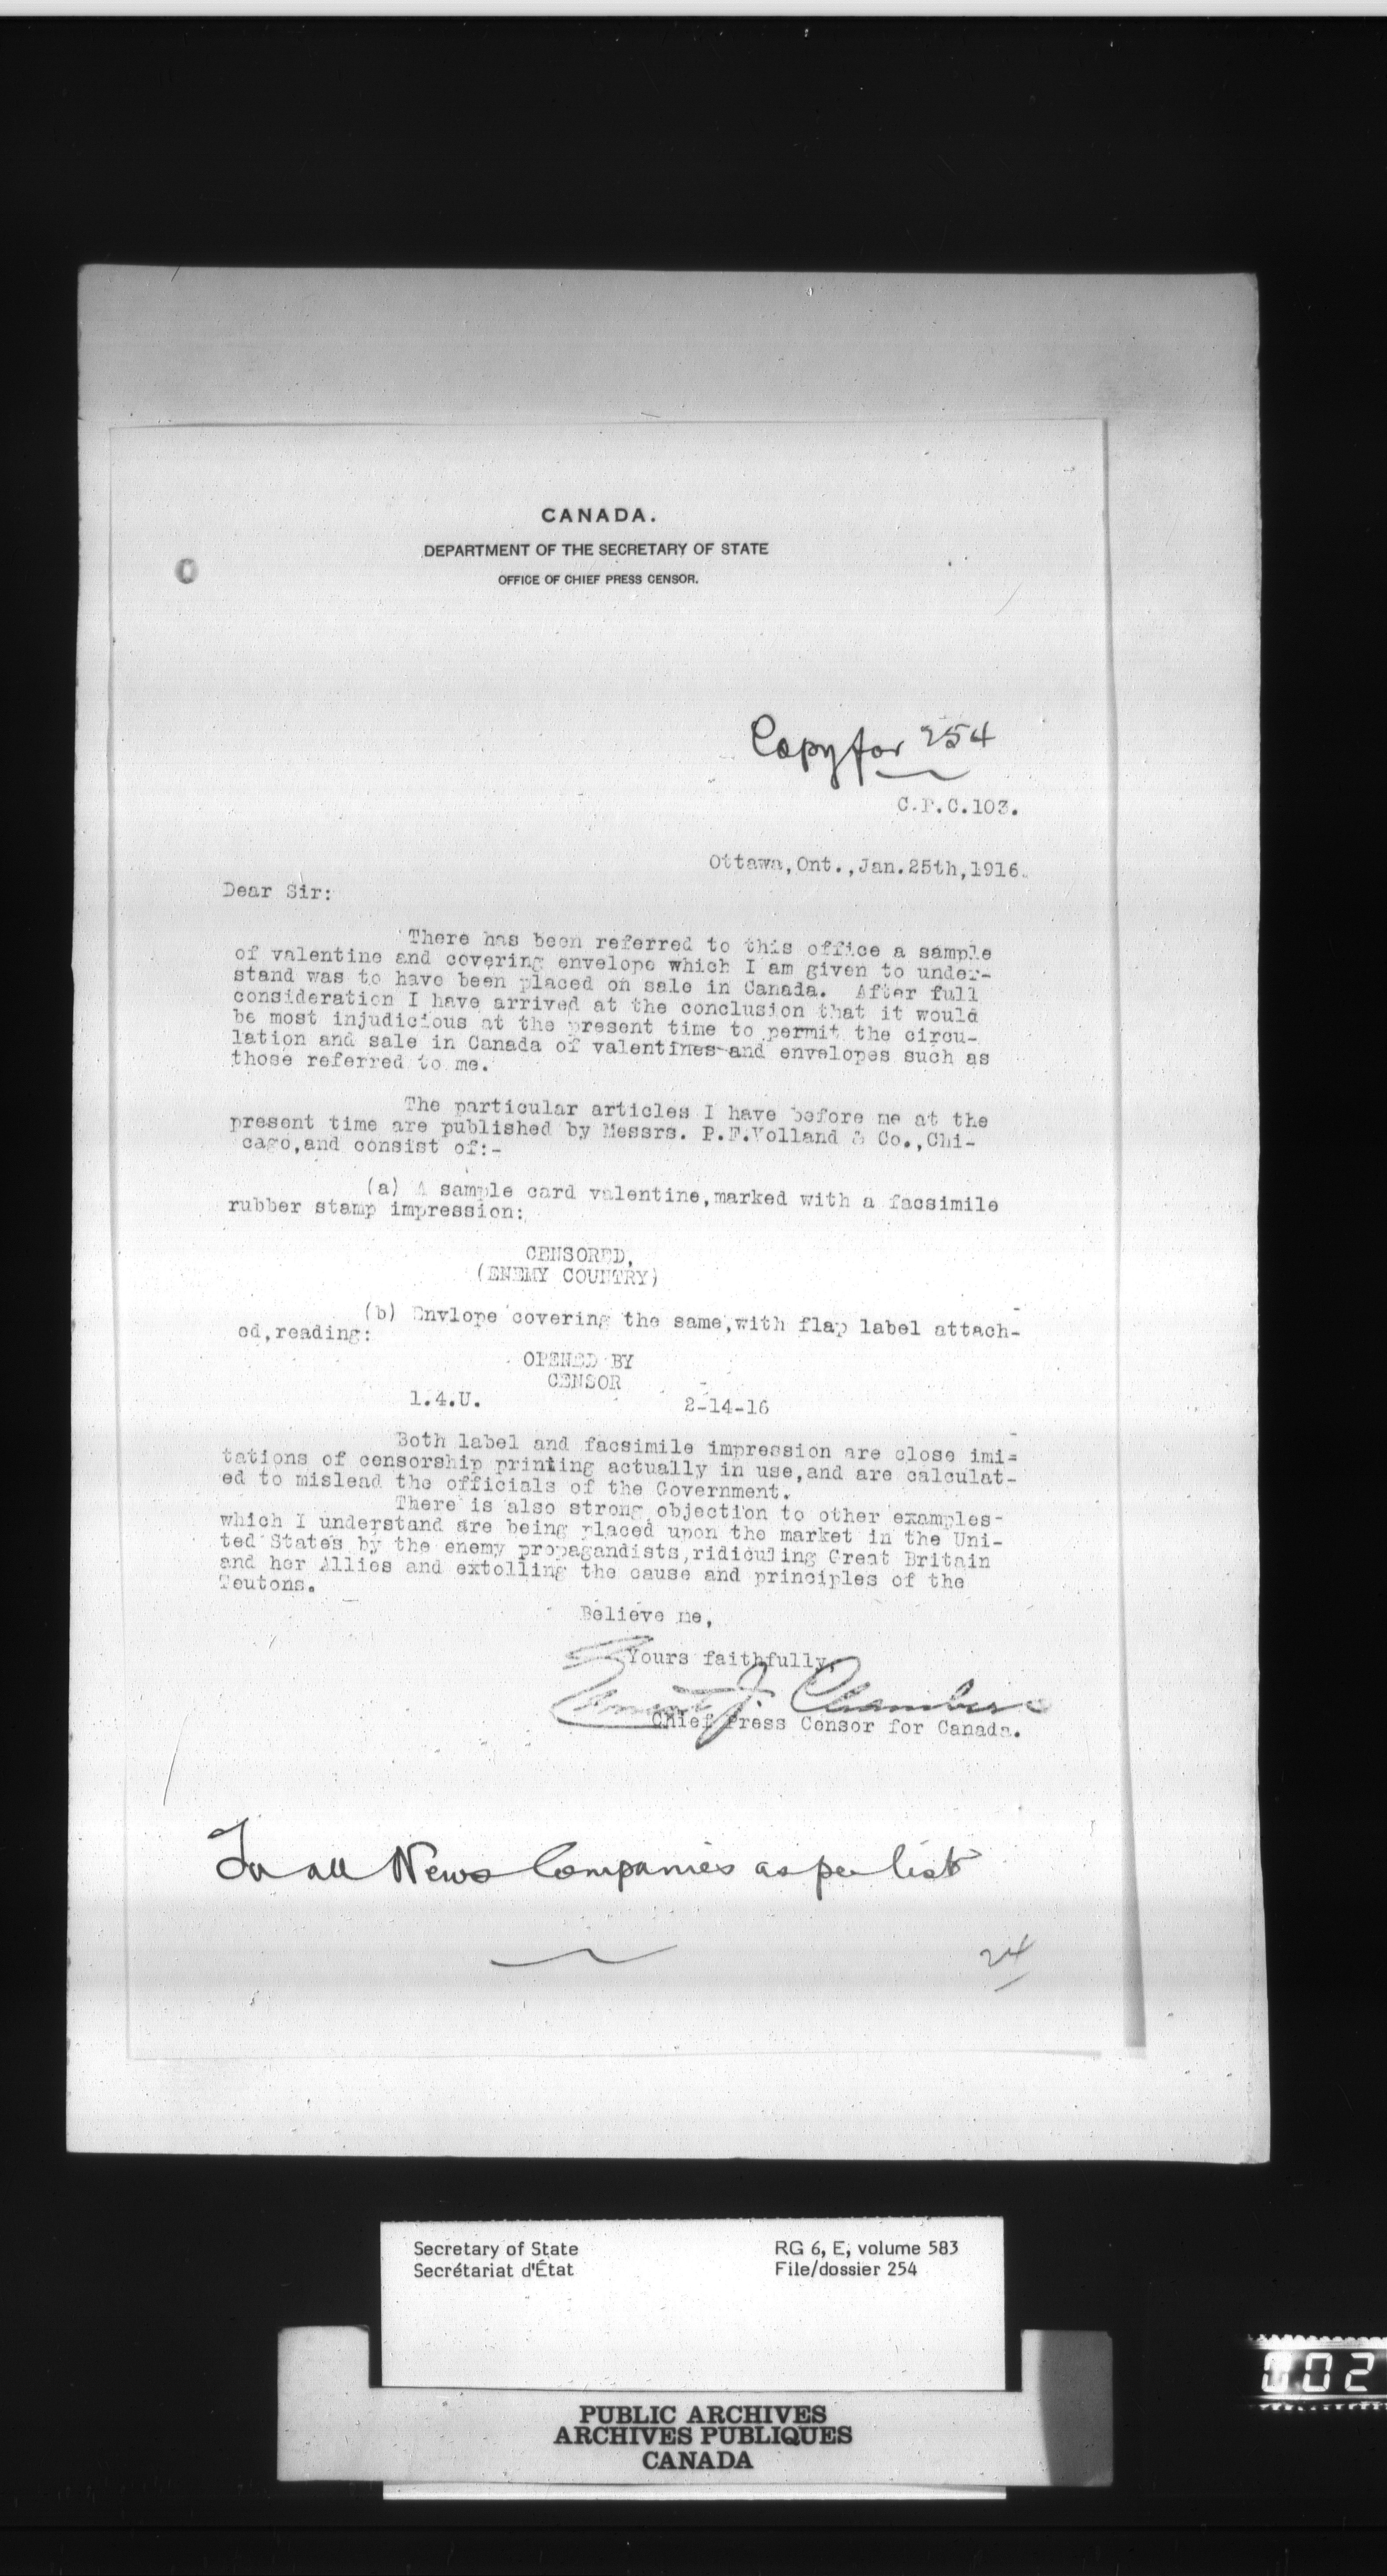 CANADA.
DEPARTMENT OF THE SECRETARY OF STATE
OFFICE OF CHIEF PRESS CENSOR.
Copy for 254
C.P.C.103.
Ottawa,Ont.,Jan.25th,1916.
Dear Sir:
There has been referred to this office a sample
of valentine and covering envelope which I am given to under-
stand was to have been placed on sale in Canada. After full
consideration I have arrived at the conclusion that it would
be most injudicious at the present time to permit the circu-
lation and sale in Canada of valentines and envelopes such as
those referred to me.
The particular articles I have before me at the
present time are published by Messrs. P.F.Volland & Co.,Chi-
cago,and consist of:-
(a) A sample card valentine,marked with a facsimile
rubber stamp impression:
CENSORED,
(ENEMY COUNTRY)
(b) Envlope covering the same,with flap label attach-
ed,reading:
OPENED BY
CENSOR
1.4.U. 2-14-16
Both label and facsimile impression are close imi=
tations of censorship printing actually in use,and are calculat-
ed to mislead the officials of the Government.
There is also strong objection to other examples-
which I understand are being placed upon the market in the Uni-
ted States by the enemy propagandists,ridiculing Great Britain
and her Allies and extolling the cause and principles of the
Teutons.
Believe me,
Yours faithfully,
Ernest J. Chambers
Chief Press Censor for Canada.
To all News Companies as per list
24
Secretary of State RG 6, E, volume 583
Secrétariat d'État File/dossier 254
PUBLIC ARCHIVES
ARCHIVES PUBLIQUES
CANADA
002